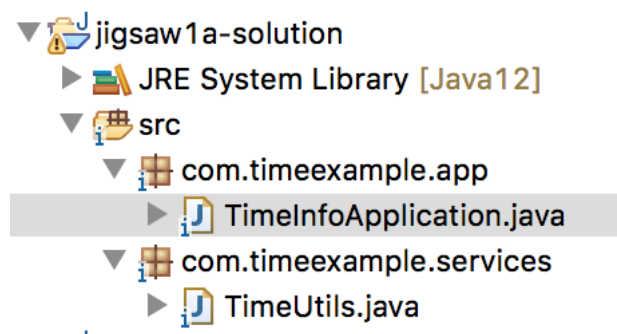 jigsaw1a-solution
JRE System Library [Java12]
src
com.timeexample.app
TimeInfoApplication.java
com.timeexample.services
TimeUtils.java